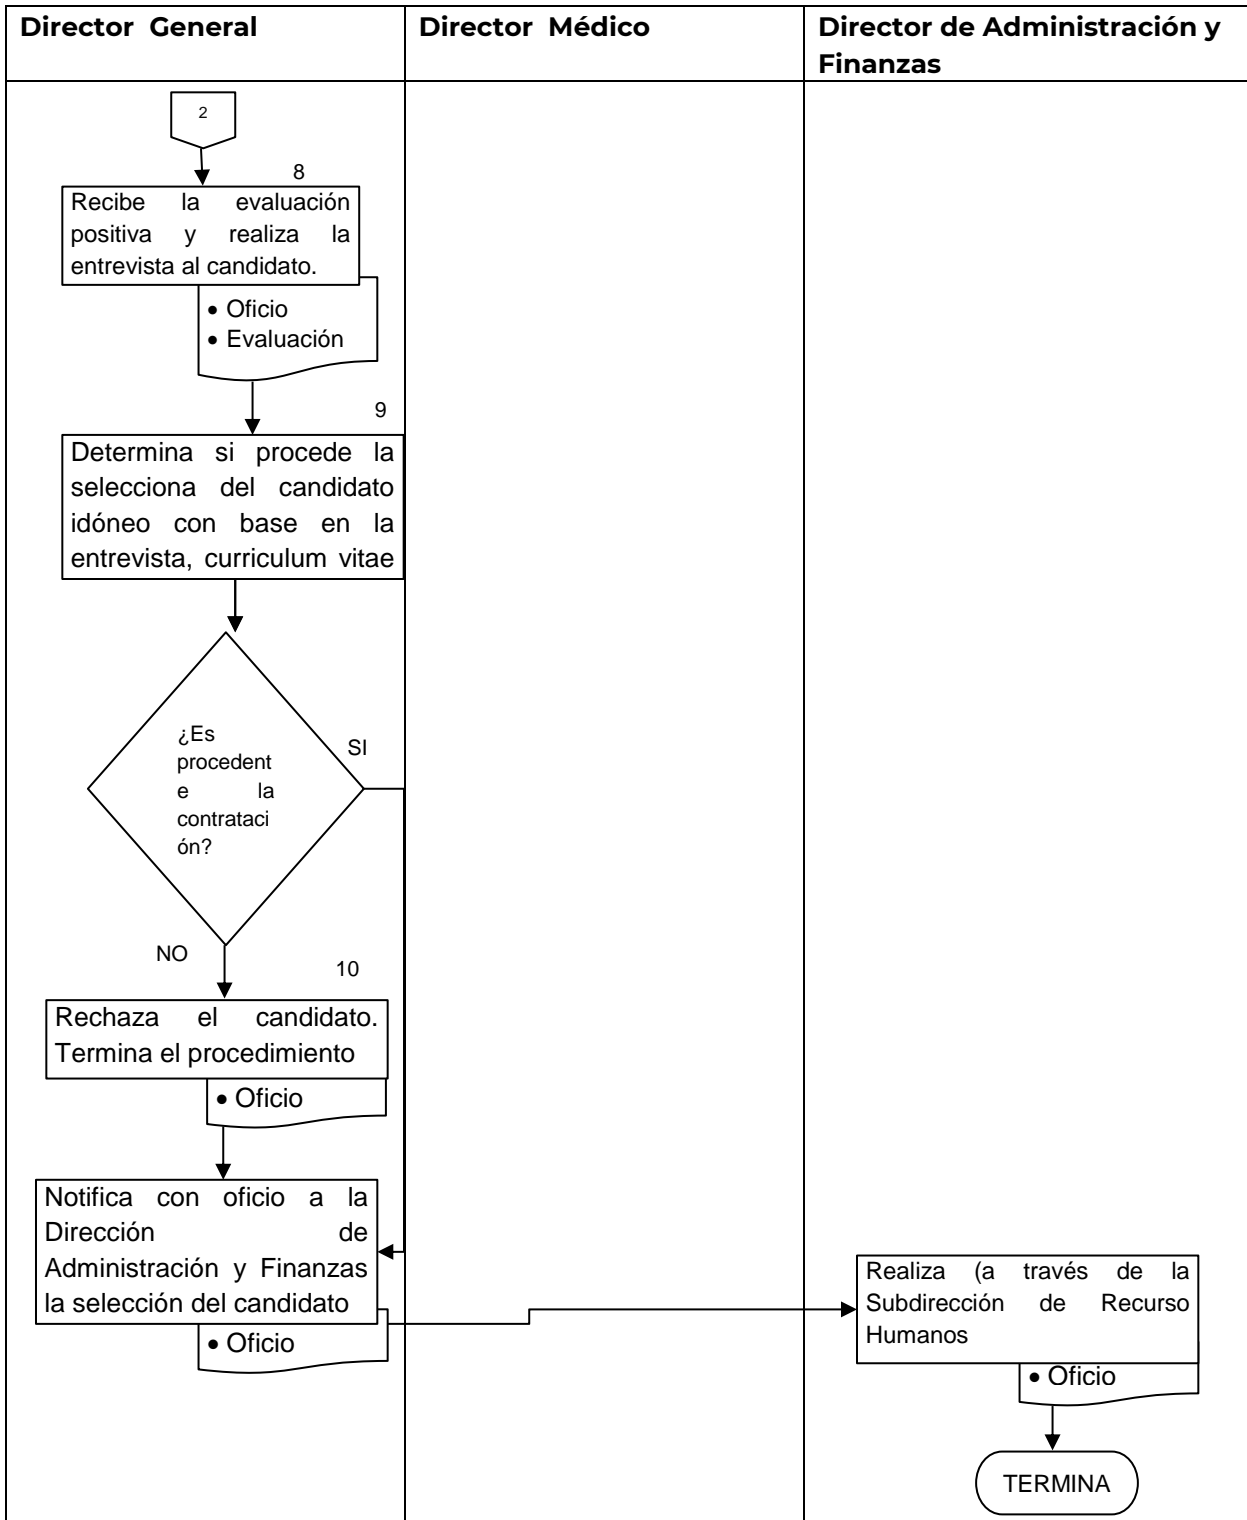 Director General
Director Médico
Director de Administración y
Finanzas
2
8
Recibe la evaluación
positiva y realiza la
entrevista al candidato.
• Oficio
• Evaluación
9
Determina si procede la
selecciona del candidato
idóneo con base en la
entrevista, curriculum vitae
¿Es
procedent
e la
contrataci
ón?
SI
NO
10
Rechaza el candidato.
Termina el procedimiento
• Oficio
Notifica con oficio a la
Dirección de
Administración y Finanzas
la selección del candidato
• Oficio
Realiza (a través de la
Subdirección de Recurso
Humanos
• Oficio
TERMINA